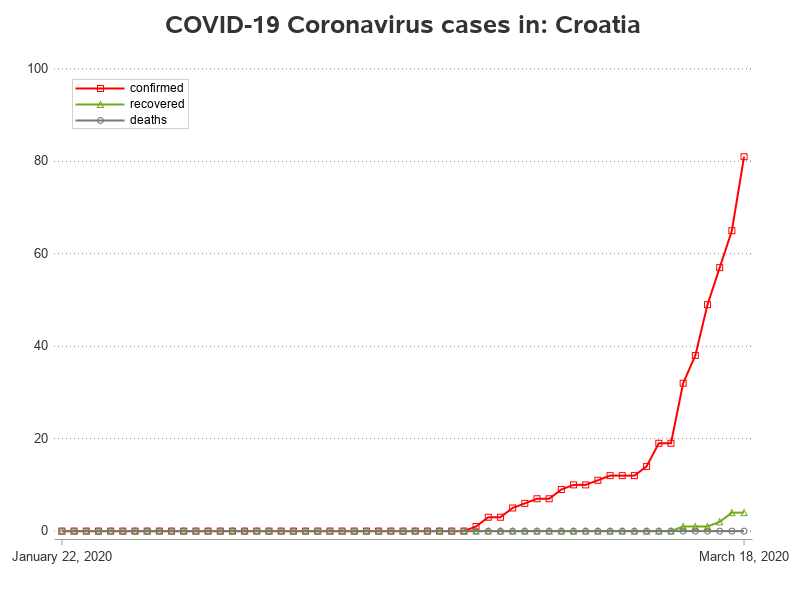 COVID-19 Coronavirus cases in: Croatia
100
confirmed
recovered
deaths
80
60
40
20
0
January 22, 2020
March 18, 2020